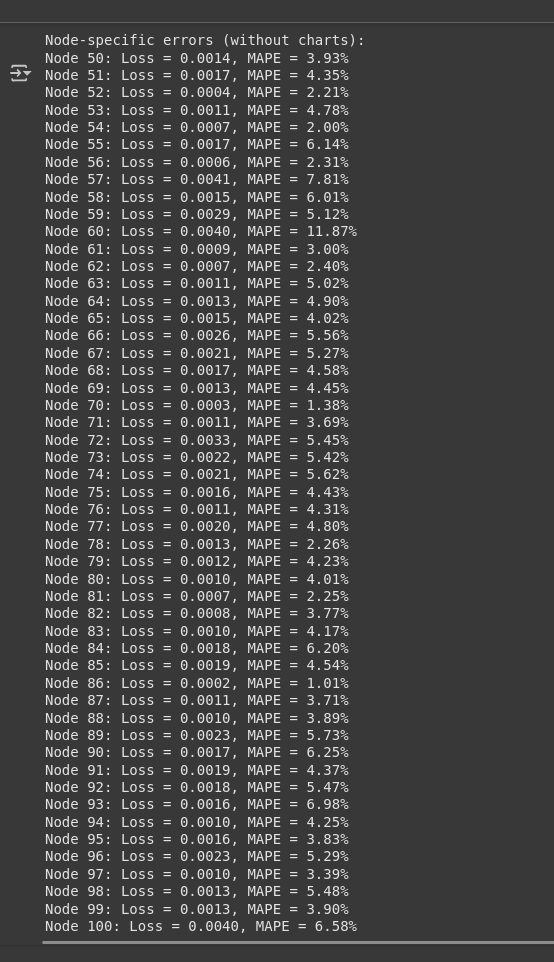 Node-specific errors (without charts):
Node 50: Loss = 0.0014, MAPE = 3.93%
Node 51: Loss = 0.0017, MAPE = 4.35%
Node 52: Loss = 0.0004, MAPE = 2.21%
Node 53: Loss = 0.0011, MAPE = 4.78%
Node 54: Loss = 0.0007, MAPE = 2.00%
Node 55: Loss = 0.0017, MAPE = 6.14%
Node 56: Loss = 0.0006, MAPE = 2.31%
Node 57: Loss = 0.0041, MAPE = 7.81%
Node 58: Loss = 0.0015, MAPE = 6.01%
Node 59: Loss = 0.0029, MAPE = 5.12%
Node 60: Loss = 0.0040, MAPE = 11.87%
Node 61: Loss = 0.0009, MAPE = 3.00%
Node 62: Loss = 0.0007, MAPE = 2.40%
Node 63: Loss = 0.0011, MAPE = 5.02%
Node 64: Loss = 0.0013, MAPE = 4.90%
Node 65: Loss = 0.0015, MAPE = 4.02%
Node 66: Loss = 0.0026, MAPE = 5.56%
Node 67: Loss = 0.0021, MAPE = 5.27%
Node 68: Loss = 0.0017, MAPE = 4.58%
Node 69: Loss = 0.0013, MAPE = 4.45%
Node 70: Loss = 0.0003, MAPE = 1.38%
Node 71: Loss = 0.0011, MAPE = 3.69%
Node 72: Loss = 0.0033, MAPE = 5.45%
Node 73: Loss = 0.0022, MAPE = 5.42%
Node 74: Loss = 0.0021, MAPE = 5.62%
Node 75: Loss = 0.0016, MAPE = 4.43%
Node 76: Loss = 0.0011, MAPE = 4.31%
Node 77: Loss = 0.0020, MAPE = 4.80%
Node 78: Loss = 0.0013, MAPE = 2.26%
Node 79: Loss = 0.0012, MAPE = 4.23%
Node 80: Loss = 0.0010, MAPE = 4.01%
Node 81: Loss = 0.0007, MAPE = 2.25%
Node 82: Loss = 0.0008, MAPE = 3.77%
Node 83: Loss = 0.0010, MAPE = 4.17%
Node 84: Loss = 0.0018, MAPE = 6.20%
Node 85: Loss = 0.0019, MAPE = 4.54%
Node 86: Loss = 0.0002, MAPE = 1.01%
Node 87: Loss = 0.0011, MAPE = 3.71%
Node 88: Loss = 0.0010, MAPE = 3.89%
Node 89: Loss = 0.0023, MAPE = 5.73%
Node 90: Loss = 0.0017, MAPE = 6.25%
Node 91: Loss = 0.0019, MAPE = 4.37%
Node 92: Loss = 0.0018, MAPE = 5.47%
Node 93: Loss = 0.0016, MAPE = 6.98%
Node 94: Loss = 0.0010, MAPE = 4.25%
Node 95: Loss = 0.0016, MAPE = 3.83%
Node 96: Loss = 0.0023, MAPE = 5.29%
Node 97: Loss = 0.0010, MAPE = 3.39%
Node 98: Loss = 0.0013, MAPE = 5.48%
Node 99: Loss = 0.0013, MAPE = 3.90%
Node 100: Loss = 0.0040, MAPE = 6.58%